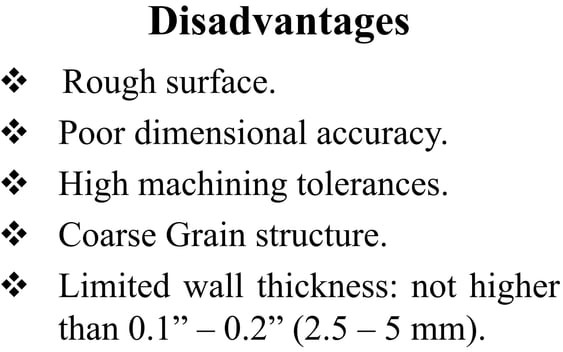 Disadvantages
❖ Rough surface.
❖ Poor dimensional accuracy.
❖ High machining tolerances.
❖ Coarse Grain structure.
❖ Limited wall thickness: not higher
than 0.1” – 0.2” (2.5 – 5 mm).